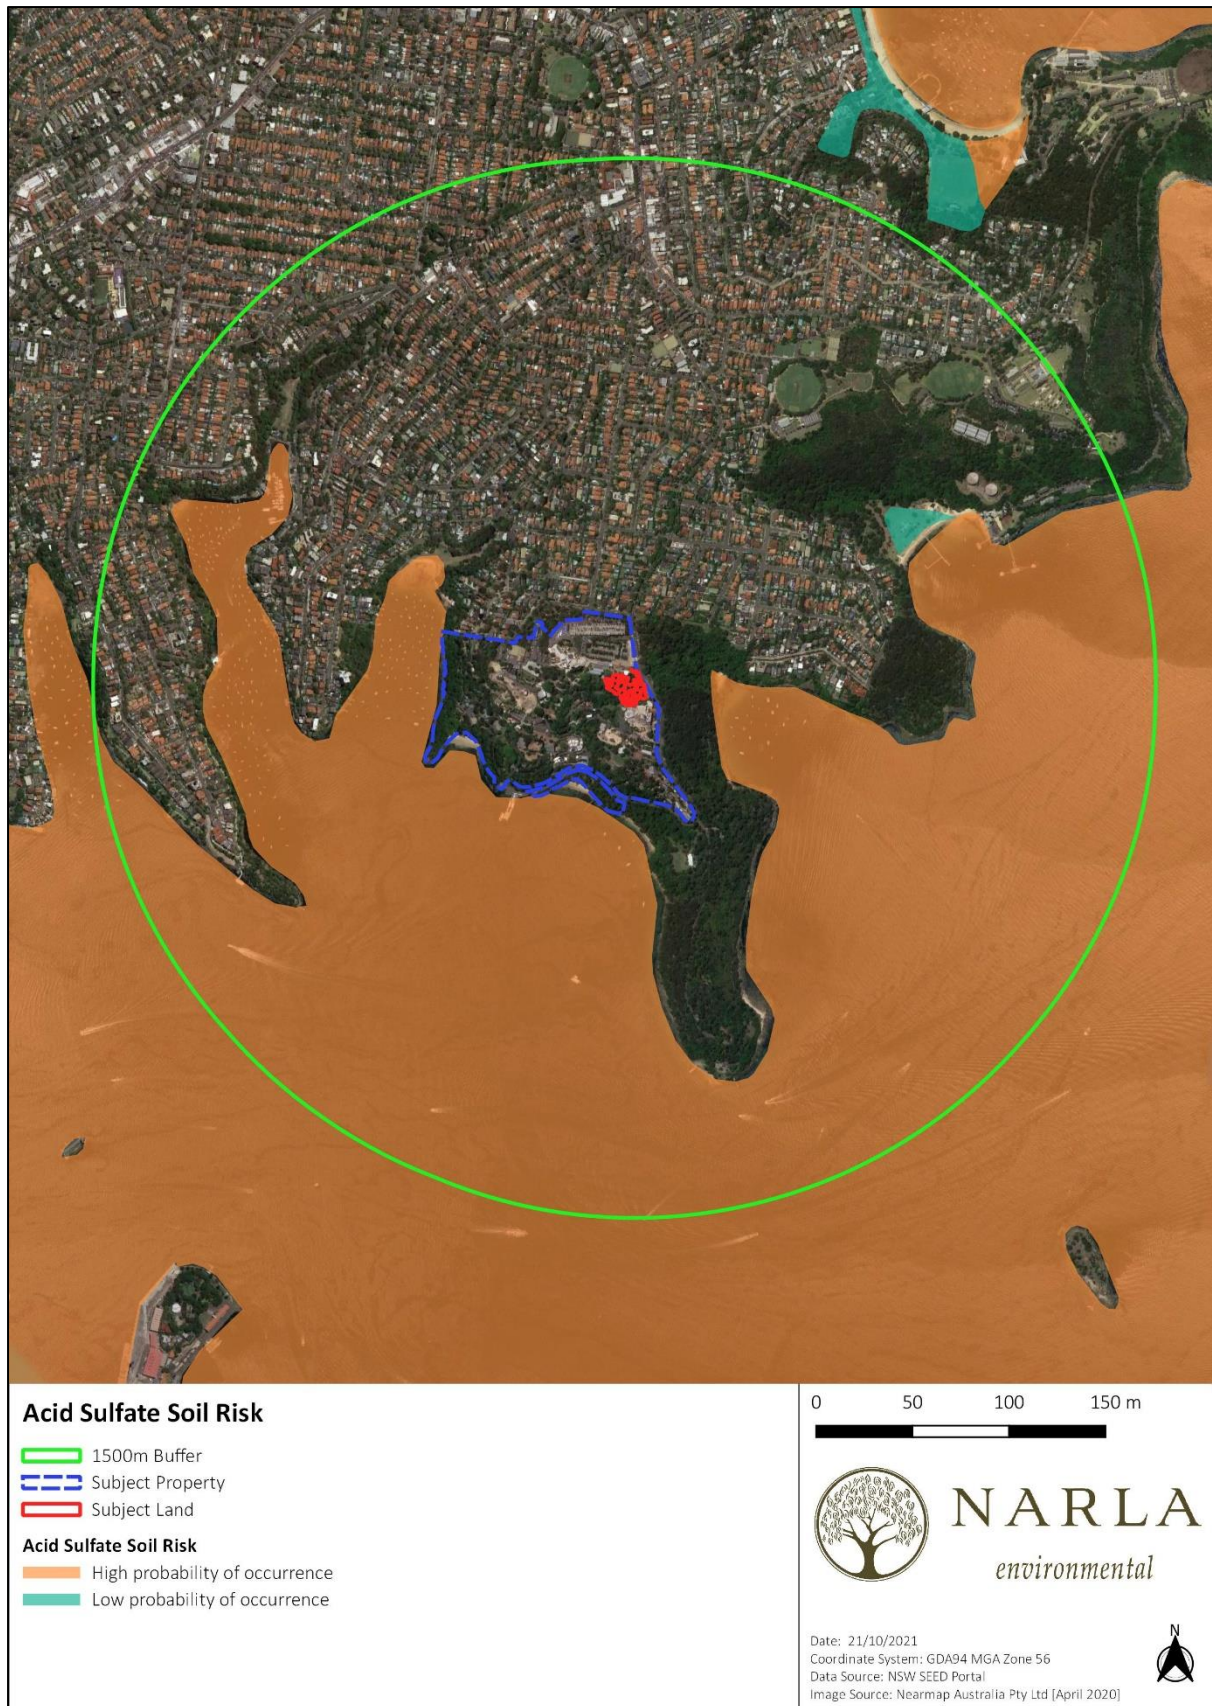 Acid Sulfate Soil Risk
1500m Buffer
Subject Property
Subject Land
Acid Sulfate Soil Risk
High probability of occurrence
Low probability of occurrence
0 50 100 150 m
NARLA
environmental
N
Date: 21/10/2021
Coordinate System: GDA94 MGA Zone 56
Data Source: NSW SEED Portal
Image Source: Nearmap Australia Pty Ltd [April 2020]